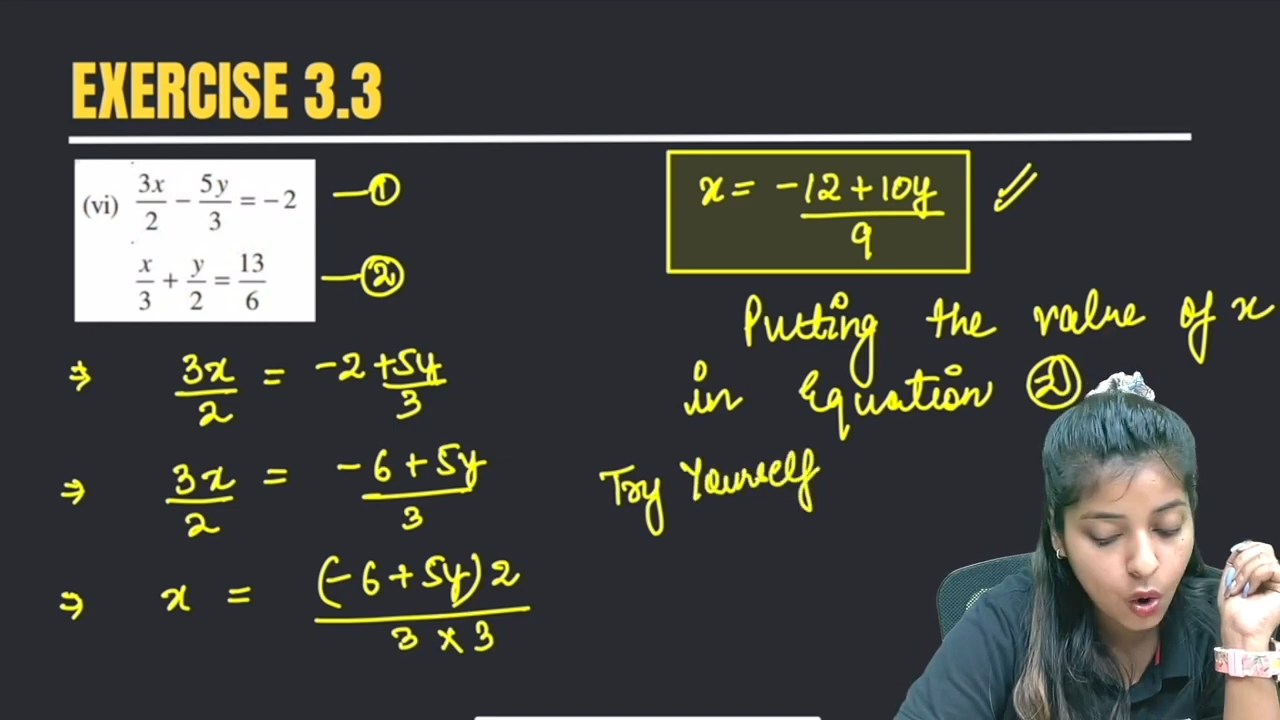 EXERCISE 3.3
(vi) 3x/2 − 5y/3 = −2 —①
x/3 + y/2 = 13/6 —②
⇒ 3x/2 = -2 + 5y/3
⇒ 3x/2 = -6 + 5y/3
⇒ x = (-6 + 5y) 2/3 × 3
x = -12 + 10y/9
Putting the value of x
in Equation ②
Try Yourself